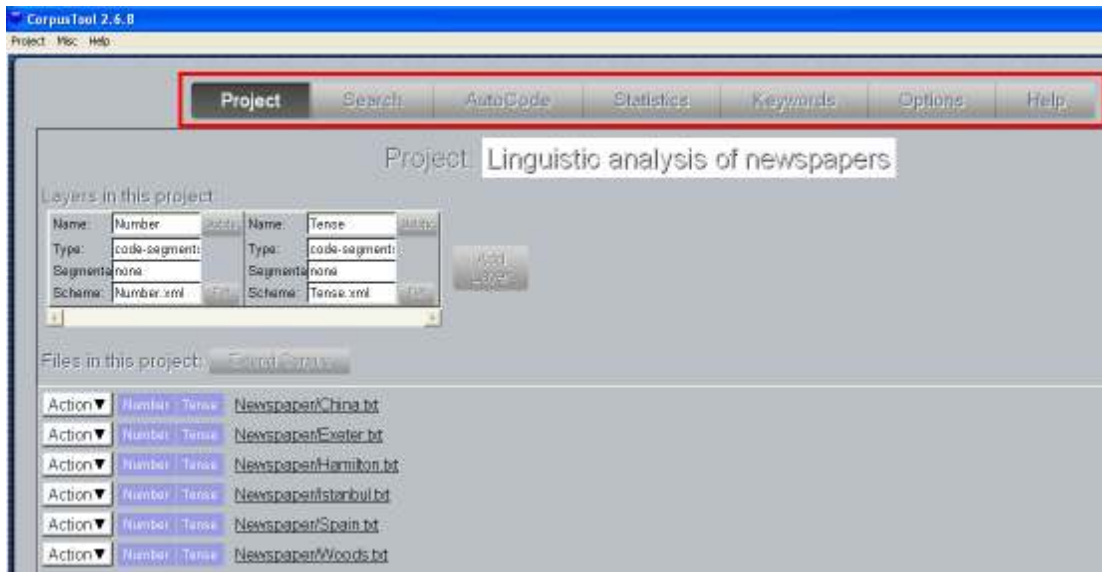 CorpusTool 2.6.8
Project Misc Help
Project Search AutoCode Statistics Keywords Options Help
Project: Linguistic analysis of newspapers
Layers in this project
Name: Number Name: Tense
Type: code-segments Type: code-segments
Segmenta none Segmenta none
Scheme: Number.xml Edit Scheme: Tense.xml Edit
Add
Layer
Files in this project: Extend Corpus
Action▼ Number Tense Newspaper/China.txt
Action▼ Number Tense Newspaper/Exeter.txt
Action▼ Number Tense Newspaper/Hamilton.txt
Action▼ Number Tense Newspaper/Istanbul.txt
Action▼ Number Tense Newspaper/Spain.txt
Action▼ Number Tense Newspaper/Woods.txt